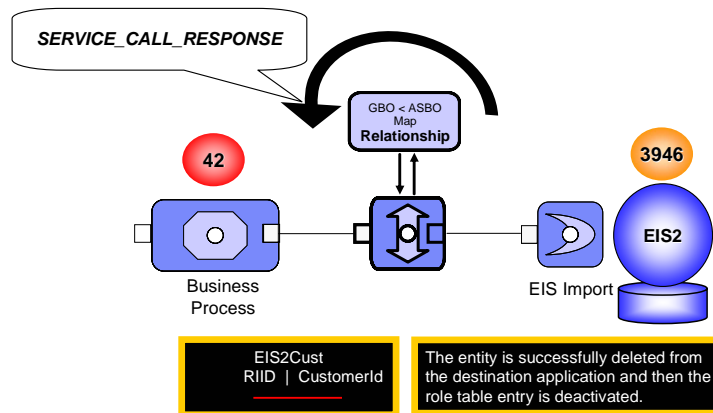 SERVICE_CALL_RESPONSE
GBO < ASBO
Map
Relationship
42
3946
EIS2
Business
Process
EIS Import
EIS2Cust
RIID | CustomerId
The entity is successfully deleted from
the destination application and then the
role table entry is deactivated.